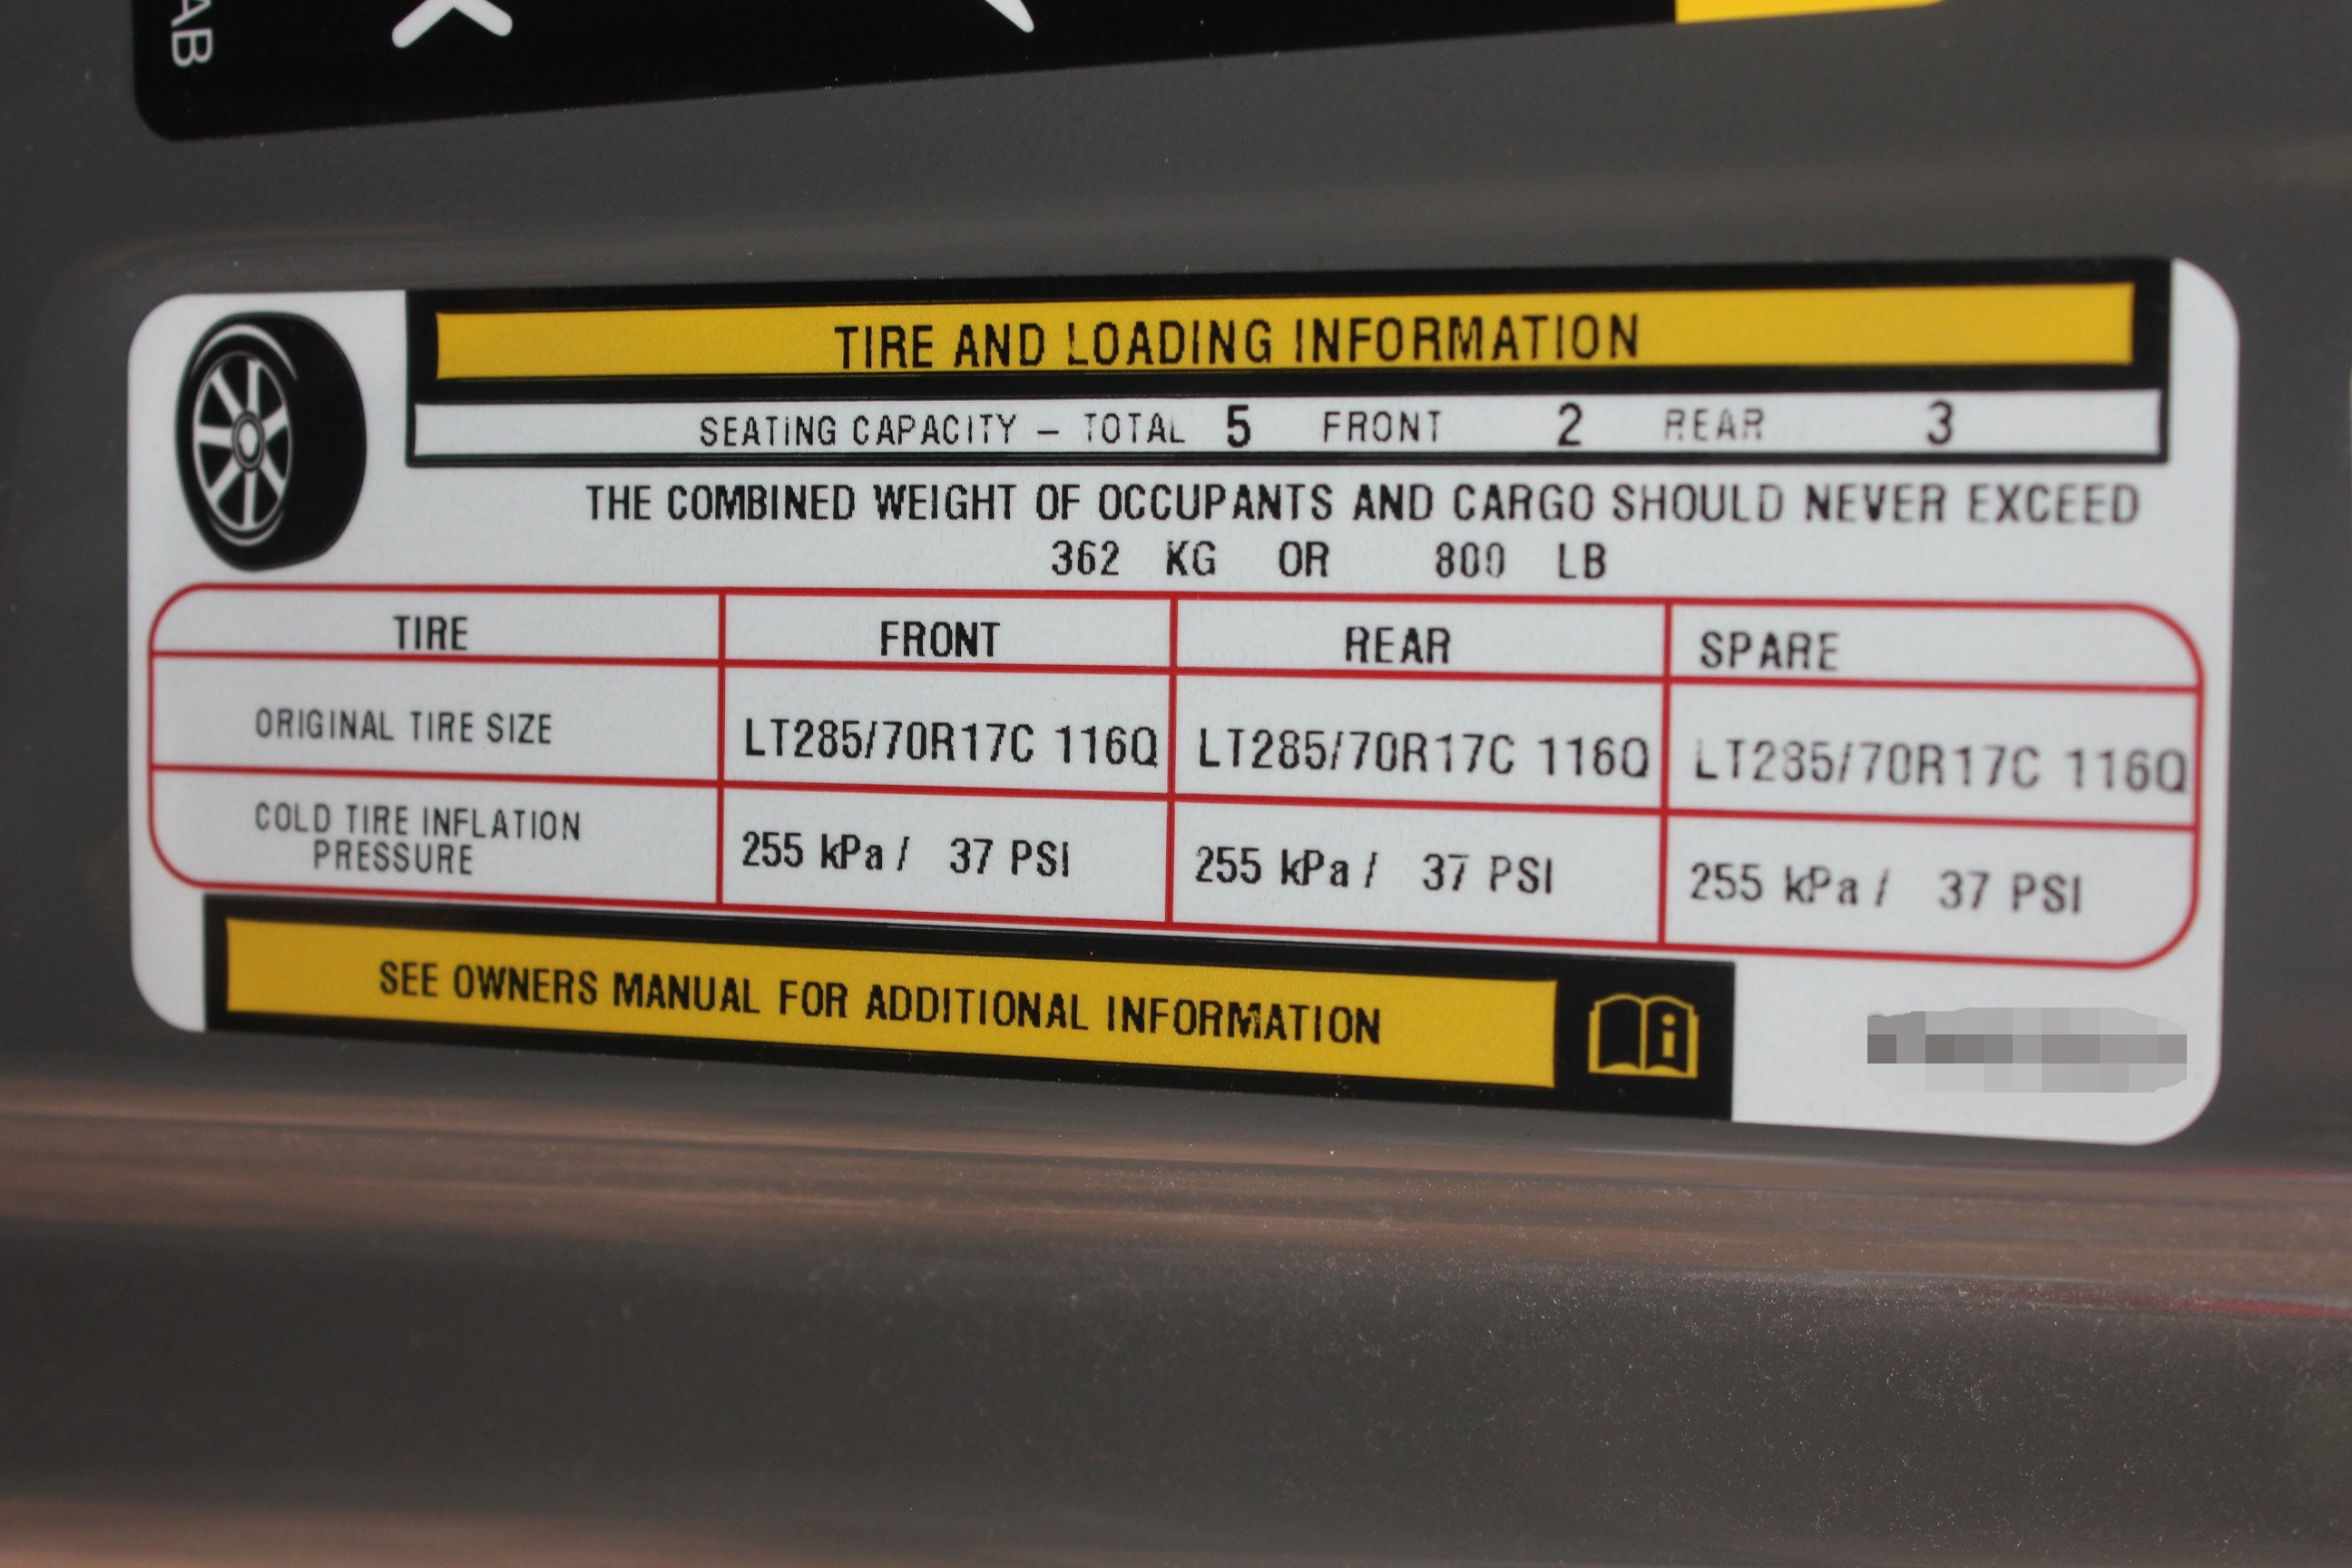 AB
TIRE AND LOADING INFORMATION
SEATING CAPACITY – TOTAL 5 FRONT 2 REAR 3
THE COMBINED WEIGHT OF OCCUPANTS AND CARGO SHOULD NEVER EXCEED
362 KG OR 800 LB
TIRE FRONT REAR SPARE
ORIGINAL TIRE SIZE LT285/70R17C 116Q LT285/70R17C 116Q LT285/70R17C 116Q
COLD TIRE INFLATION
PRESSURE 255 kPa / 37 PSI 255 kPa / 37 PSI 255 kPa / 37 PSI
SEE OWNERS MANUAL FOR ADDITIONAL INFORMATION